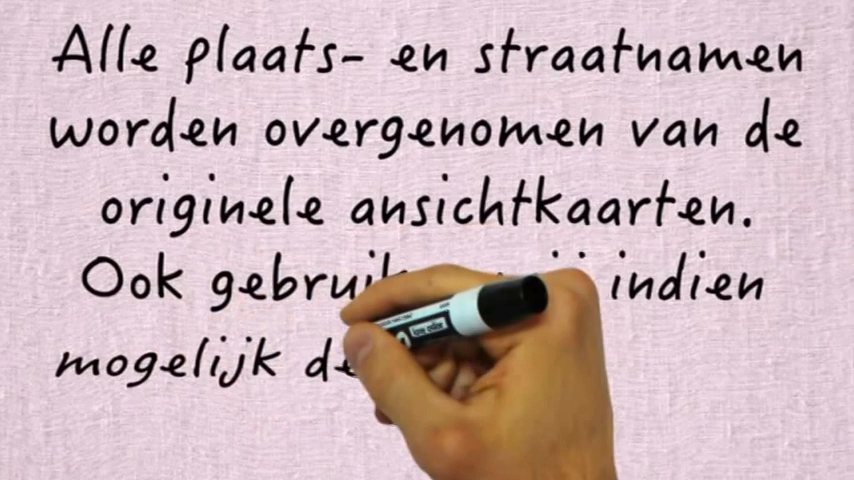 Alle plaats- en straatnamen
worden overgenomen van de
originele ansichtkaarten.
Ook indien
mogelijk